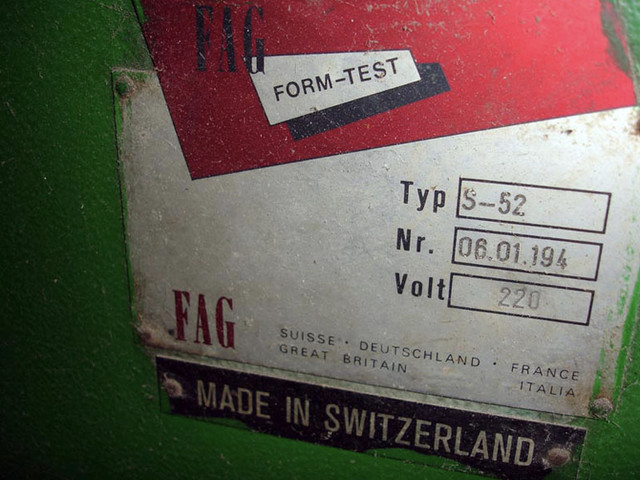 FAG
FORM-TEST
Typ S-52
Nr. 06.01.194
Volt 220
FAG
SUISSE · DEUTSCHLAND · FRANCE
GREAT BRITAIN ITALIA
MADE IN SWITZERLAND